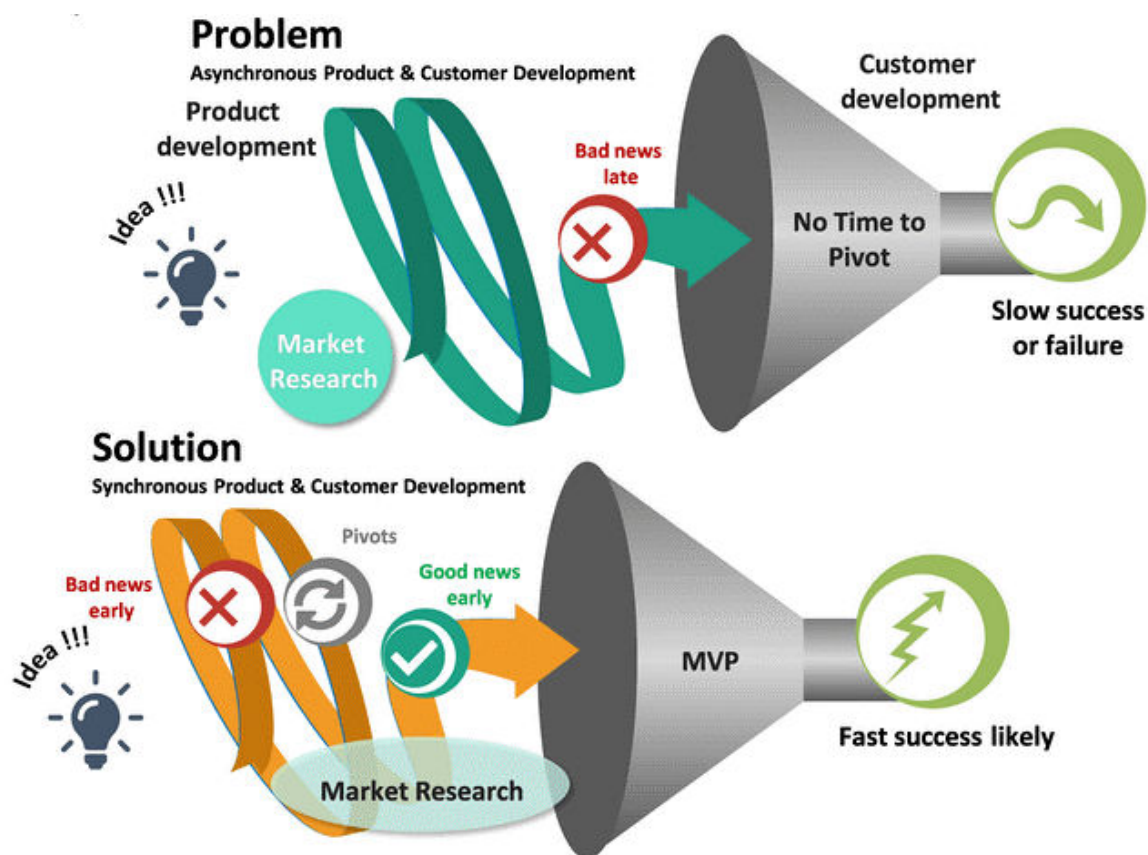 Problem
Asynchronous Product & Customer Development
Product
development
Customer
development
Idea !!!
Bad news
late
No Time to
Pivot
Market
Research
Slow success
or failure
Solution
Synchronous Product & Customer Development
Pivots
Bad news
early
Good news
early
Idea !!!
MVP
Fast success likely
Market Research